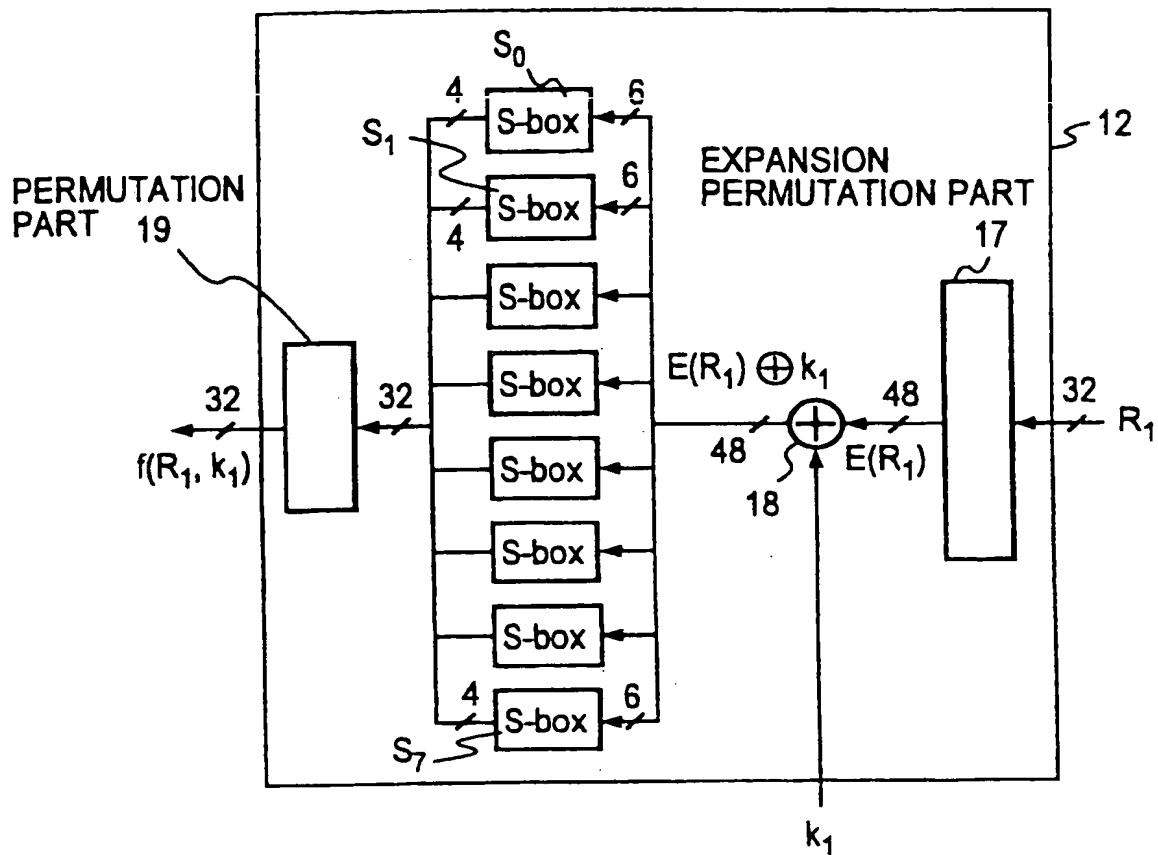 S0
4
S-box
6
12
S1
EXPANSION
PERMUTATION PART
PERMUTATION
PART
19
6
S-box
4
17
S-box
S-box
E(R1) ⊕ k1
32
32
48
48
32
R1
f(R1, k1)
E(R1)
18
S-box
S-box
S-box
4
S-box
6
S7
k1